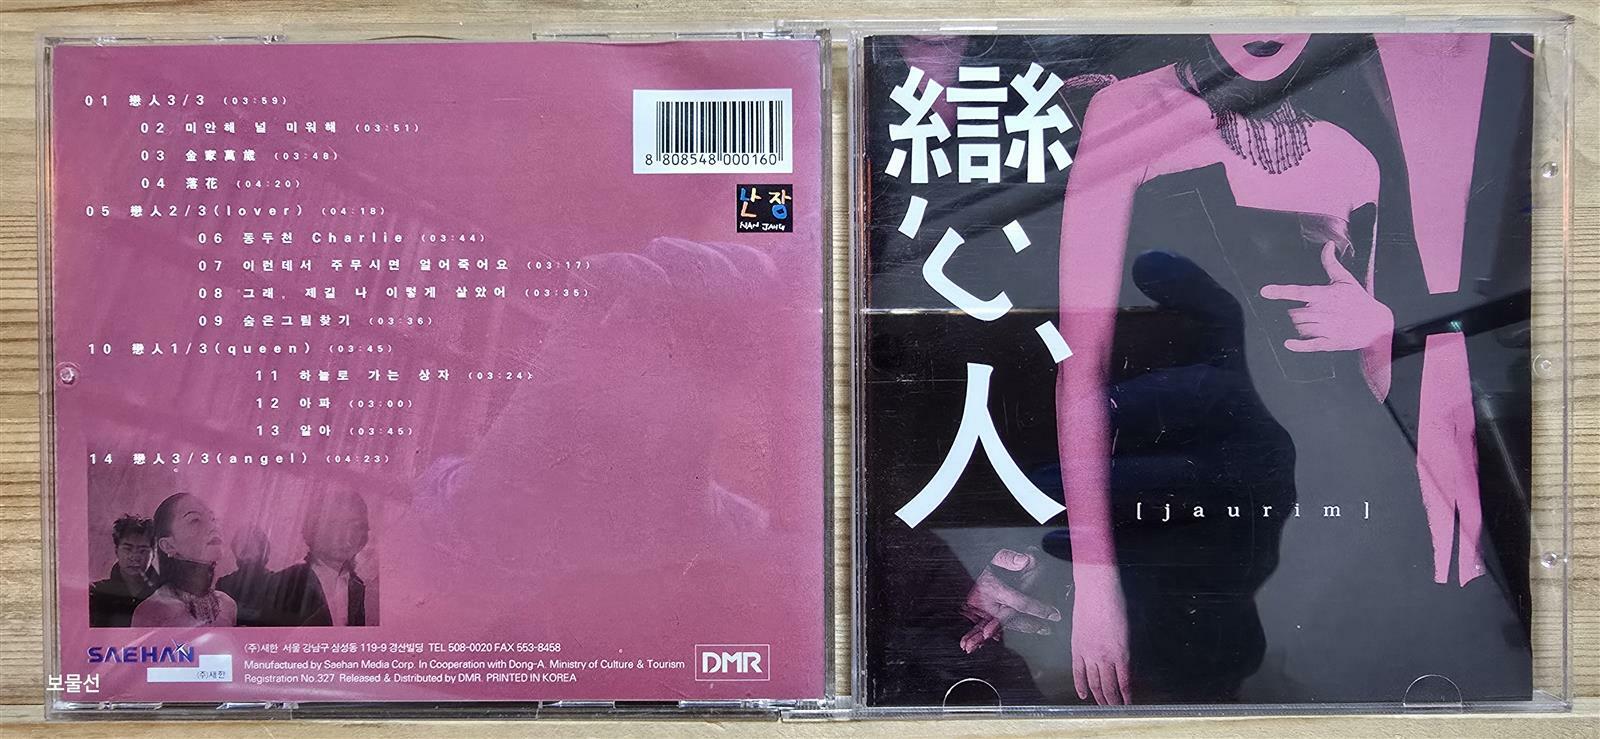 01 戀人3/3 (03:59)
02 미안해 널 미워해 (03:51)
03 金家萬歲 (03:48)
04 落花 (04:20)
05 戀人2/3(lover) (04:18)
06 동두천 Charlie (03:44)
07 이런데서 주무시면 얼어죽어요 (03:17)
08 그래, 제길 나 이렇게 살았어 (03:35)
09 숨은그림찾기 (03:36)
10 戀人1/3(queen) (03:45)
11 하늘로 가는 상자 (03:24)
12 아파 (03:00)
13 알아 (03:45)
14 戀人3/3(angel) (04:23)
8 808548 000160
난장
NAN JANG
SAEHAN
(주)새한
(주)새한 서울 강남구 삼성동 119-9 경산빌딩 TEL 508-0020 FAX 553-8458
Manufactured by Saehan Media Corp. In Cooperation with Dong-A. Ministry of Culture & Tourism
Registration No.327 Released & Distributed by DMR. PRINTED IN KOREA
DMR
보물선
戀人
[jaurim]